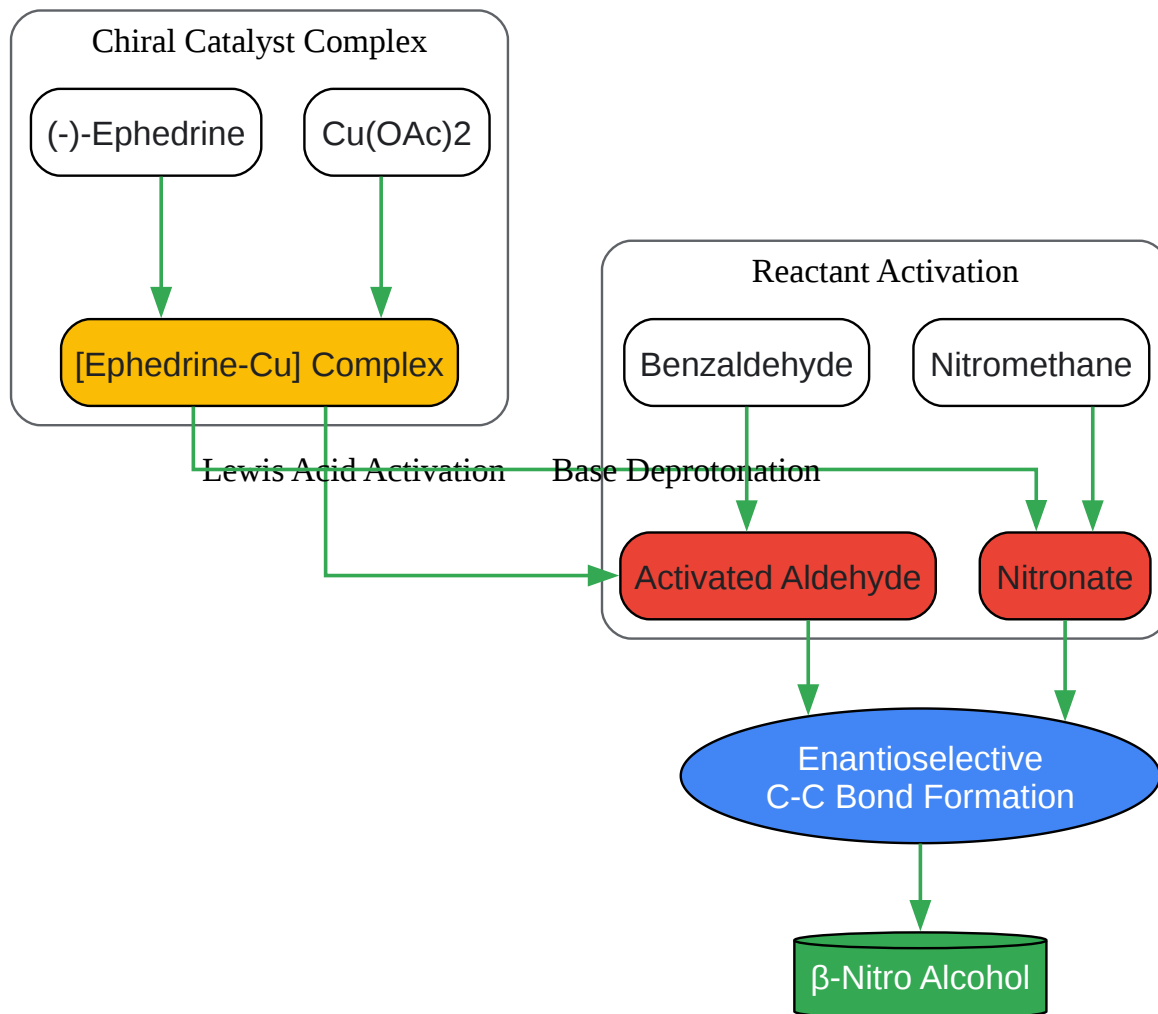 Chiral Catalyst Complex
(-)-Ephedrine
Cu(OAc)2
[Ephedrine-Cu] Complex
Reactant Activation
Benzaldehyde
Nitromethane
Lewis Acid Activation
Base Deprotonation
Activated Aldehyde
Nitronate
Enantioselective
C-C Bond Formation
β-Nitro Alcohol